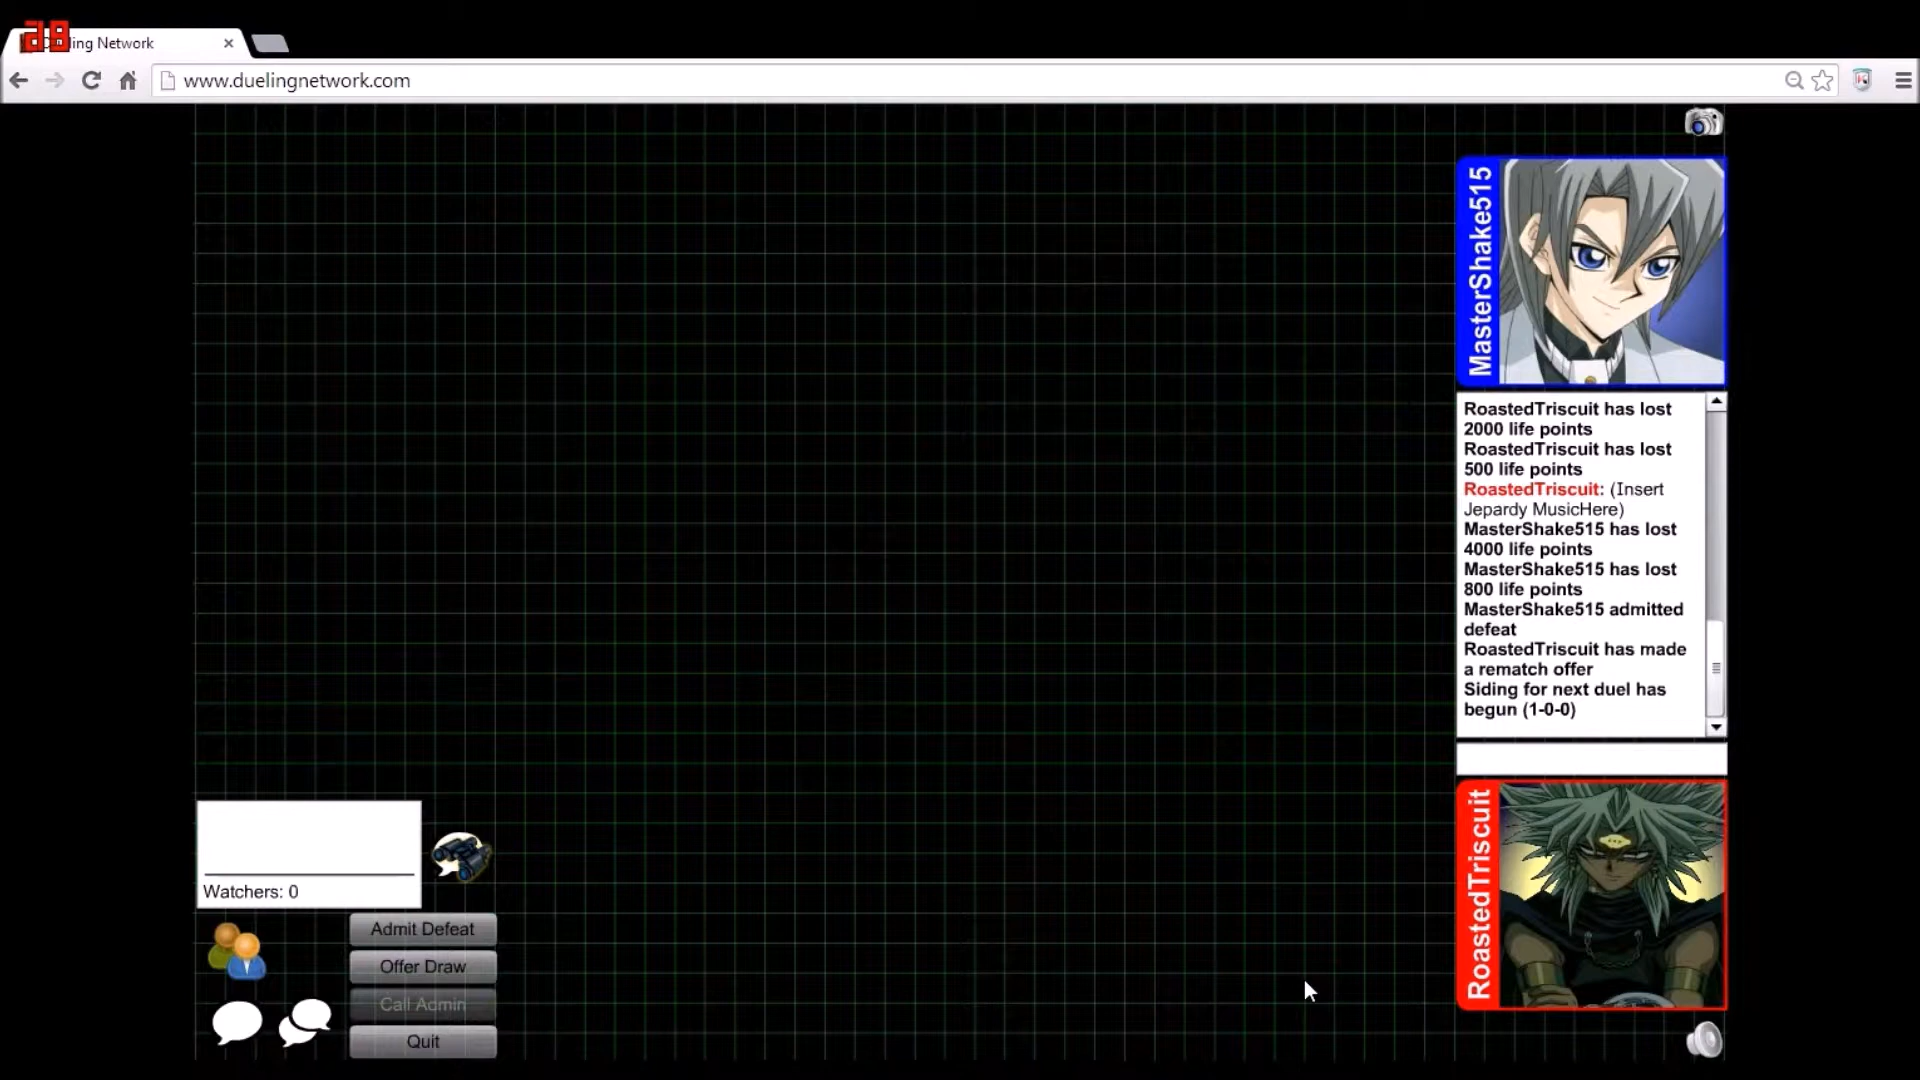 29
ing Network
www.duelingnetwork.com
MasterShake515
RoastedTriscuit has lost
2000 life points
RoastedTriscuit has lost
500 life points
RoastedTriscuit: (Insert
Jepardy MusicHere)
MasterShake515 has lost
4000 life points
MasterShake515 has lost
800 life points
MasterShake515 admitted
defeat
RoastedTriscuit has made
a rematch offer
Siding for next duel has
begun (1-0-0)
Watchers: 0
Admit Defeat
Offer Draw
Call Admin
Quit
RoastedTriscuit